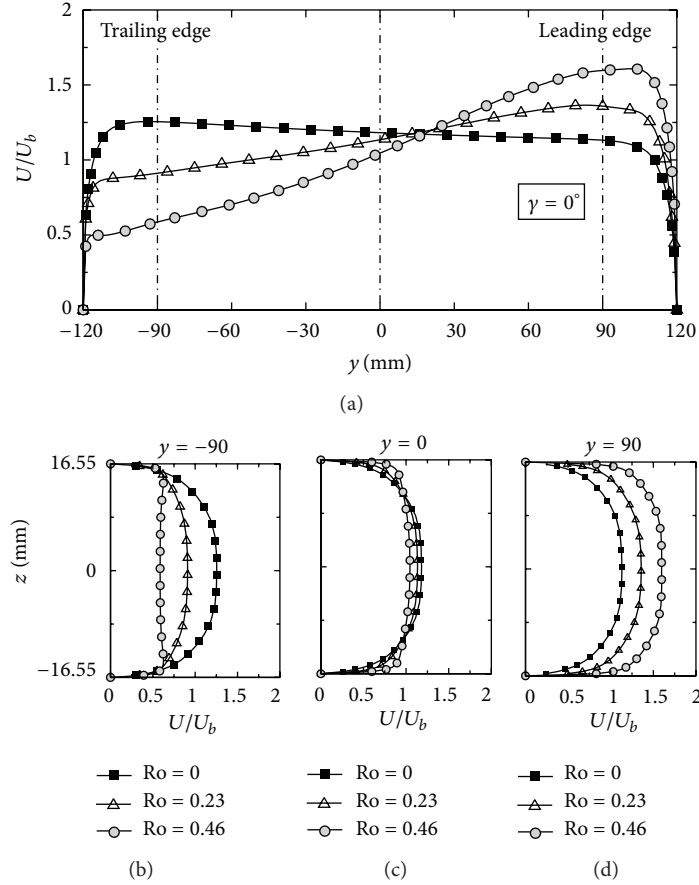 2
Trailing edge
Leading edge
1.5
U/U_b
1
γ = 0°
0.5
0
−120 −90 −60 −30 0 30 60 90 120
y (mm)
(a)
y = −90
y = 0
y = 90
16.55
z (mm)
0
−16.55
0 0.5 1 1.5 2
0 0.5 1 1.5 2
0 0.5 1 1.5 2
U/U_b
U/U_b
U/U_b
Ro = 0
Ro = 0.23
Ro = 0.46
Ro = 0
Ro = 0.23
Ro = 0.46
Ro = 0
Ro = 0.23
Ro = 0.46
(b)
(c)
(d)